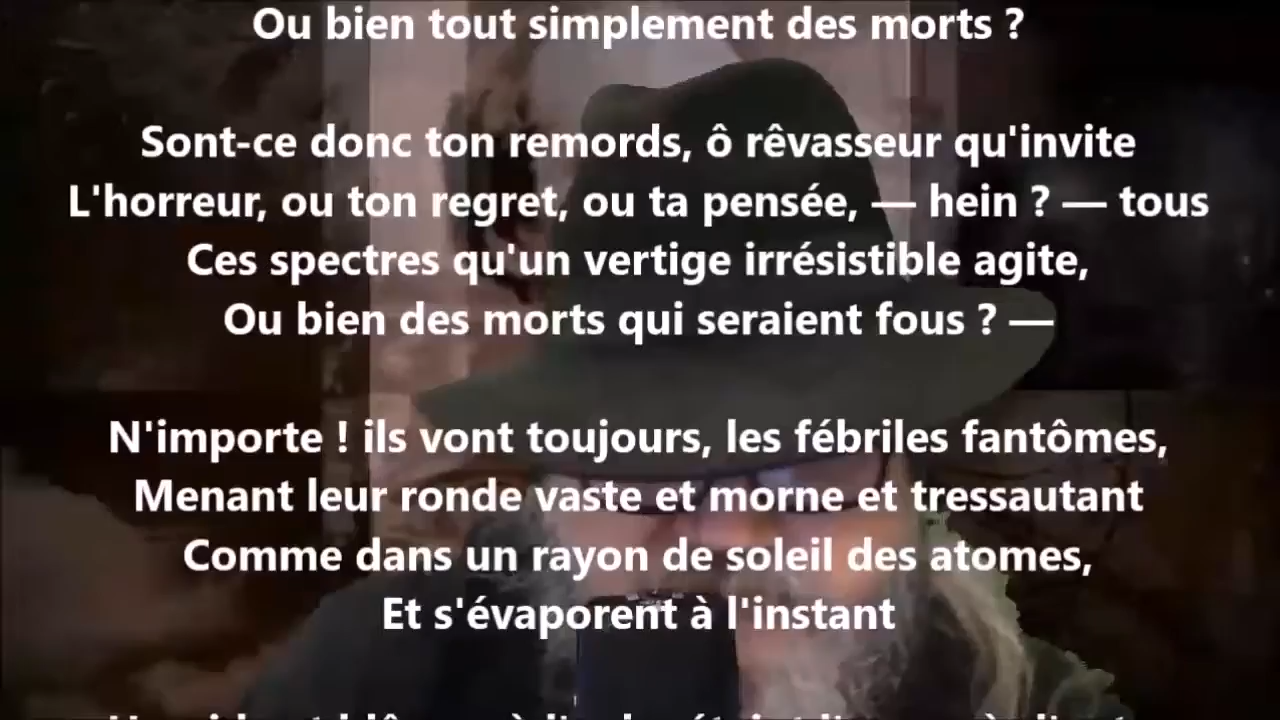 Ou bien tout simplement des morts ?
Sont-ce donc ton remords, ô rêvasseur qu'invite
L'horreur, ou ton regret, ou ta pensée, — hein ? — tous
Ces spectres qu'un vertige irrésistible agite,
Ou bien des morts qui seraient fous ? —
N'importe ! ils vont toujours, les fébriles fantômes,
Menant leur ronde vaste et morne et tressautant
Comme dans un rayon de soleil des atomes,
Et s'évaporent à l'instant